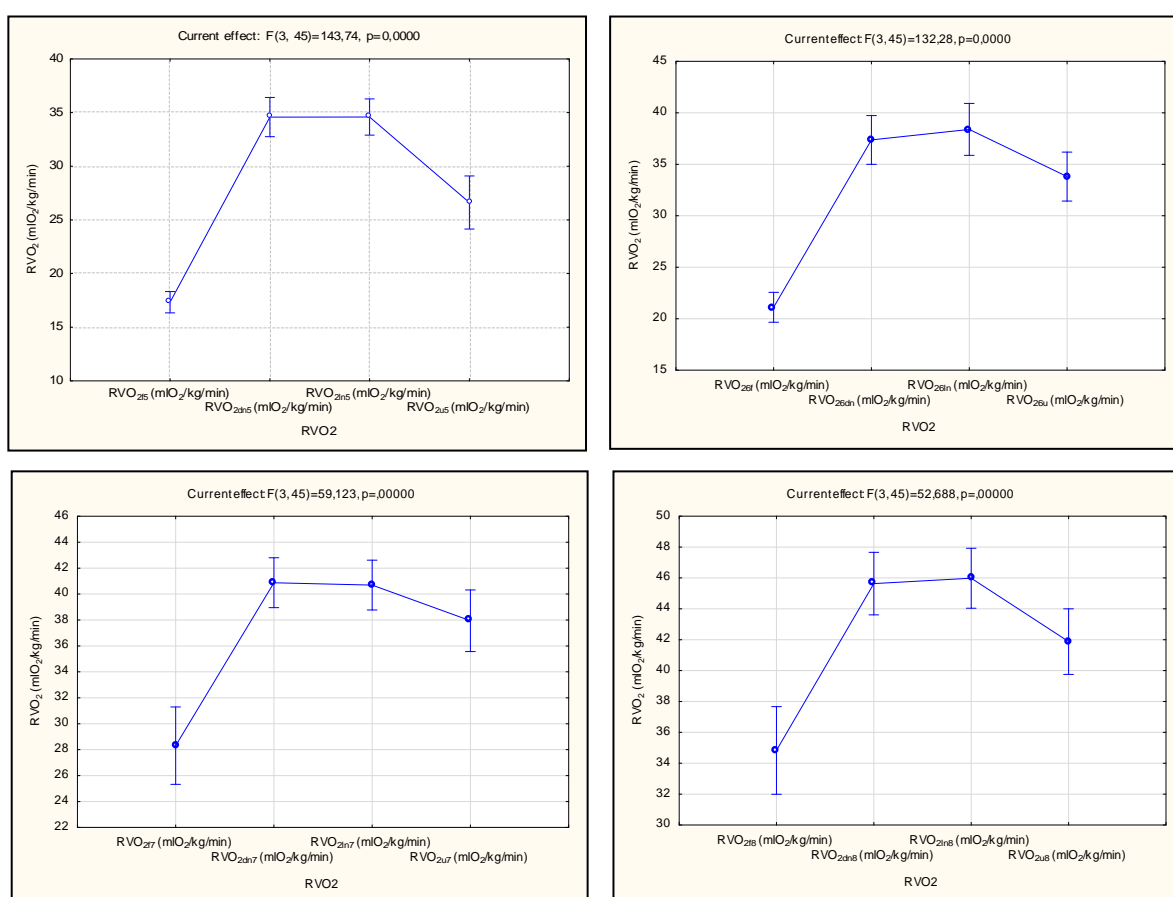 Current effect: F(3, 45)=143,74, p=0,0000
40
35
30
25
20
15
10
RVO₂ (mlO₂/kg/min)
RVO₂f5 (mlO₂/kg/min)
RVO₂ln5 (mlO₂/kg/min)
RVO₂dn5 (mlO₂/kg/min)
RVO₂u5 (mlO₂/kg/min)
RVO2
Currenteffect: F(3, 45)=132,28, p=0,0000
45
40
35
30
25
20
15
RVO₂ (mlO₂/kg/min)
RVO₂6f (mlO₂/kg/min)
RVO₂6ln (mlO₂/kg/min)
RVO₂6dn (mlO₂/kg/min)
RVO₂6u (mlO₂/kg/min)
RVO2
Currenteffect: F(3, 45)=59,123, p=,00000
46
44
42
40
38
36
34
32
30
28
26
24
22
RVO₂ (mlO₂/kg/min)
RVO₂f7 (mlO₂/kg/min)
RVO₂ln7 (mlO₂/kg/min)
RVO₂dn7 (mlO₂/kg/min)
RVO₂u7 (mlO₂/kg/min)
RVO2
Currenteffect: F(3, 45)=52,688, p=,00000
50
48
46
44
42
40
38
36
34
32
30
RVO₂ (mlO₂/kg/min)
RVO₂f8 (mlO₂/kg/min)
RVO₂ln8 (mlO₂/kg/min)
RVO₂dn8 (mlO₂/kg/min)
RVO₂u8 (mlO₂/kg/min)
RVO2